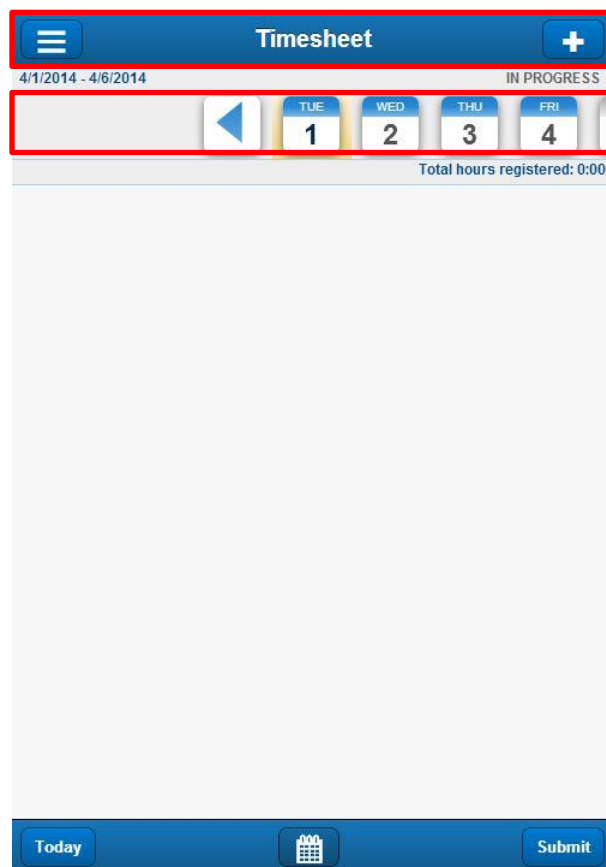 Timesheet
4/1/2014 - 4/6/2014 IN PROGRESS
TUE WED THU FRI
1 2 3 4
Total hours registered: 0:00
Today Submit